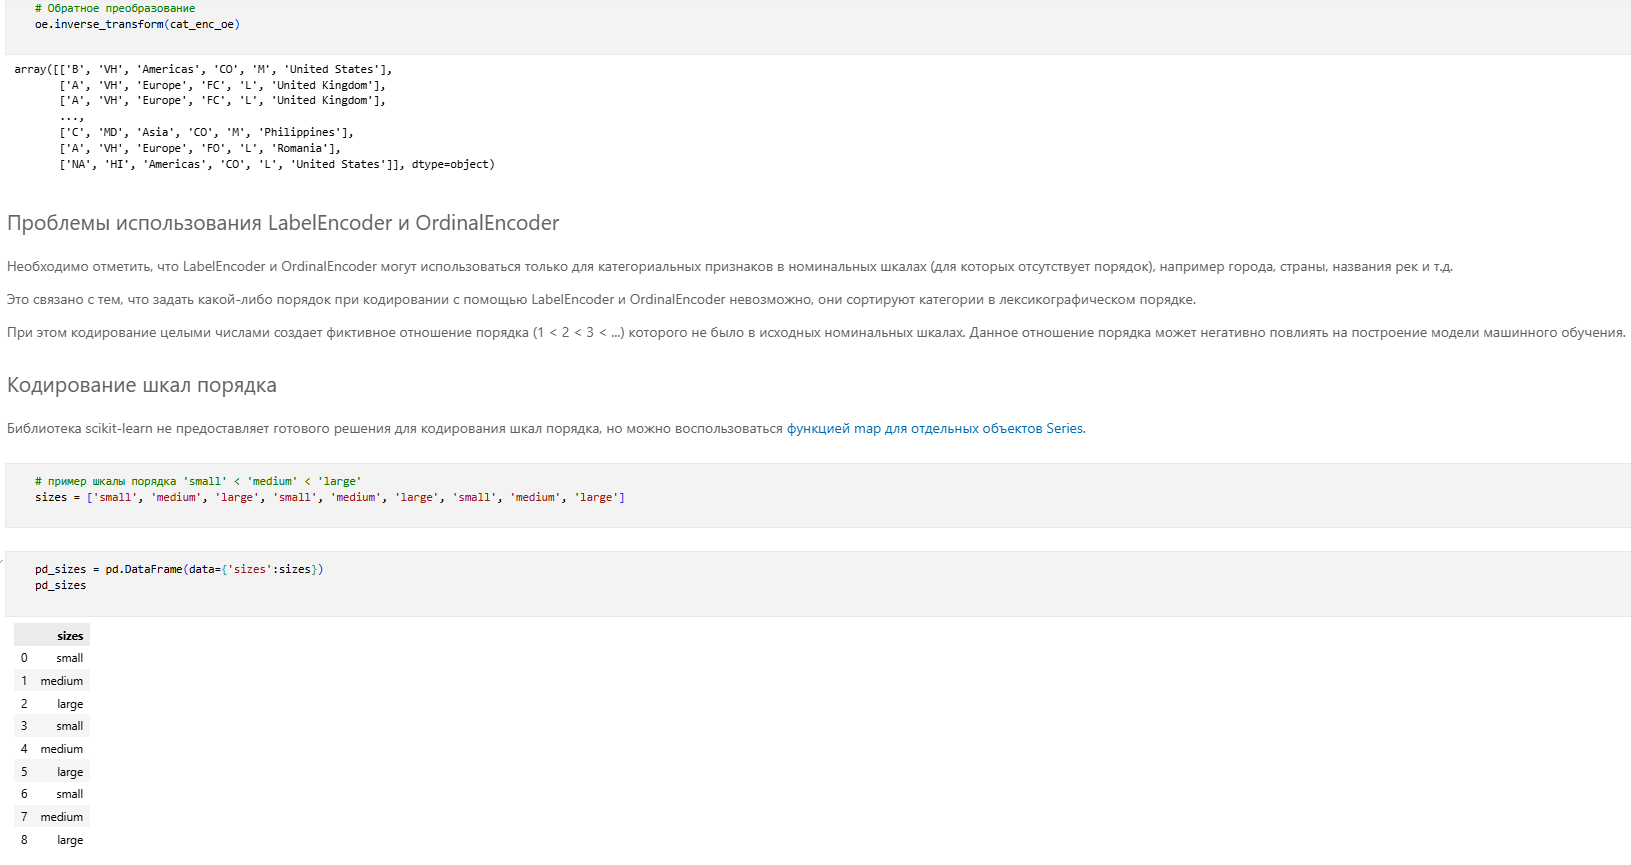 # Обратное преобразование
oe.inverse_transform(cat_enc_oe)
array([['B', 'VH', 'Americas', 'CO', 'M', 'United States'],
['A', 'VH', 'Europe', 'FC', 'L', 'United Kingdom'],
['A', 'VH', 'Europe', 'FC', 'L', 'United Kingdom'],
...,
['C', 'MD', 'Asia', 'CO', 'M', 'Philippines'],
['A', 'VH', 'Europe', 'FO', 'L', 'Romania'],
['NA', 'HI', 'Americas', 'CO', 'L', 'United States']], dtype=object)
Проблемы использования LabelEncoder и OrdinalEncoder
Необходимо отметить, что LabelEncoder и OrdinalEncoder могут использоваться только для категориальных признаков в номинальных шкалах (для которых отсутствует порядок), например города, страны, названия рек и т.д.
Это связано с тем, что задать какой-либо порядок при кодировании с помощью LabelEncoder и OrdinalEncoder невозможно, они сортируют категории в лексикографическом порядке.
При этом кодирование целыми числами создает фиктивное отношение порядка (1 < 2 < 3 < ...) которого не было в исходных номинальных шкалах. Данное отношение порядка может негативно повлиять на построение модели машинного обучения.
Кодирование шкал порядка
Библиотека scikit-learn не предоставляет готового решения для кодирования шкал порядка, но можно воспользоваться функцией map для отдельных объектов Series.
# пример шкалы порядка 'small' < 'medium' < 'large'
sizes = ['small', 'medium', 'large', 'small', 'medium', 'large', 'small', 'medium', 'large']
pd_sizes = pd.DataFrame(data={'sizes':sizes})
pd_sizes
sizes
0 small
1 medium
2 large
3 small
4 medium
5 large
6 small
7 medium
8 large